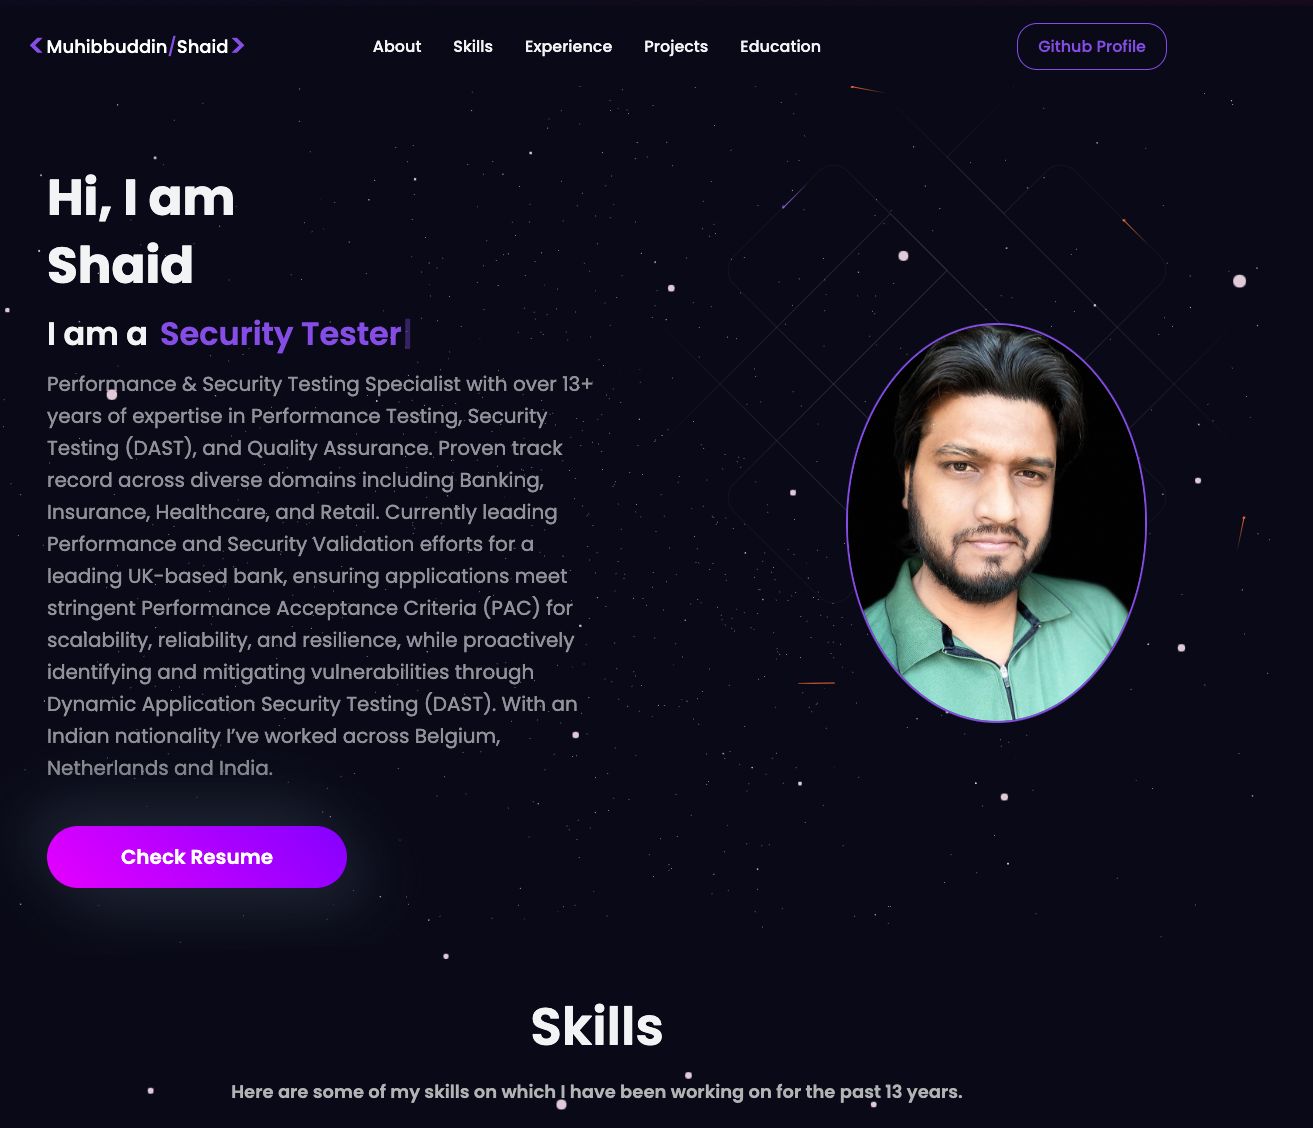 <Muhibbuddin/Shaid>
About Skills Experience Projects Education
Github Profile
Hi, I am
Shaid
I am a Security Tester|
Performance & Security Testing Specialist with over 13+
years of expertise in Performance Testing, Security
Testing (DAST), and Quality Assurance. Proven track
record across diverse domains including Banking,
Insurance, Healthcare, and Retail. Currently leading
Performance and Security Validation efforts for a
leading UK-based bank, ensuring applications meet
stringent Performance Acceptance Criteria (PAC) for
scalability, reliability, and resilience, while proactively
identifying and mitigating vulnerabilities through
Dynamic Application Security Testing (DAST). With an
Indian nationality I’ve worked across Belgium,
Netherlands and India.
Check Resume
Skills
Here are some of my skills on which I have been working on for the past 13 years.